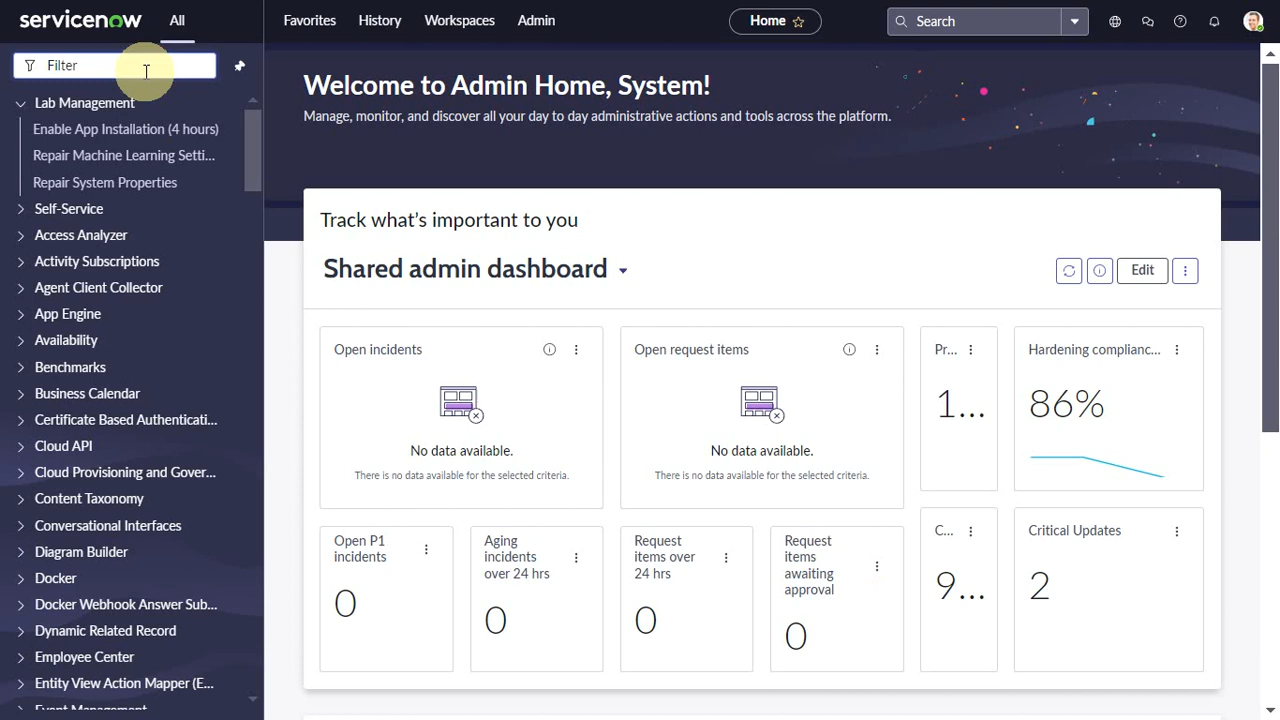 servicenow
All
Favorites
History
Workspaces
Admin
Home
Search
Filter
Lab Management
Enable App Installation (4 hours)
Repair Machine Learning Setti...
Repair System Properties
Self-Service
Access Analyzer
Activity Subscriptions
Agent Client Collector
App Engine
Availability
Benchmarks
Business Calendar
Certificate Based Authenticati...
Cloud API
Cloud Provisioning and Gover...
Content Taxonomy
Conversational Interfaces
Diagram Builder
Docker
Docker Webhook Answer Sub...
Dynamic Related Record
Employee Center
Entity View Action Mapper (E...
Event Management
Welcome to Admin Home, System!
Manage, monitor, and discover all your day to day administrative actions and tools across the platform.
Track what's important to you
Shared admin dashboard
Edit
Open incidents
No data available.
There is no data available for the selected criteria.
Open request items
No data available.
There is no data available for the selected criteria.
Pr...
1...
Hardening complianc...
86%
Open P1
incidents
0
Aging
incidents
over 24 hrs
0
Request
items over
24 hrs
0
Request
items
awaiting
approval
0
C...
9...
Critical Updates
2